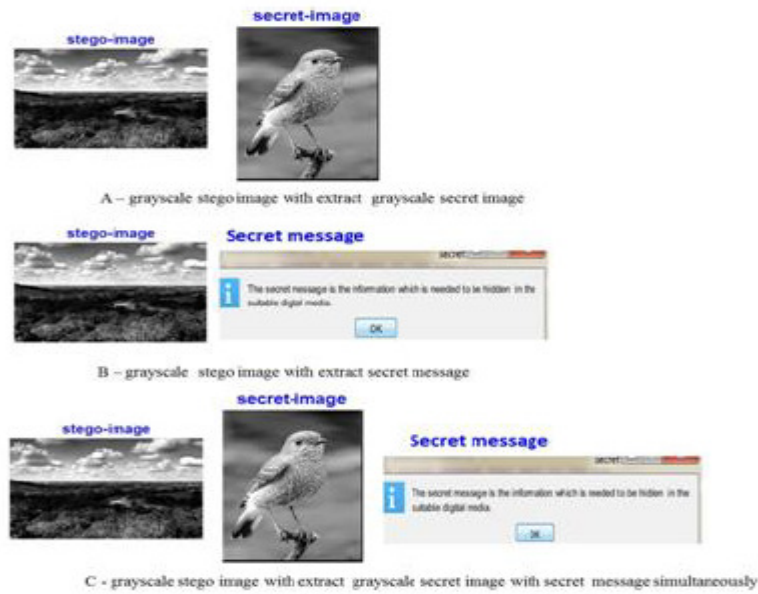 secret-image
stego-image
A – grayscale stego image with extract grayscale secret image
stego-image
Secret message
secret
The secret message is the information which is needed to be hidden in the
suitable digital media.
OK
B – grayscale stego image with extract secret message
secret-image
stego-image
Secret message
secret
The secret message is the information which is needed to be hidden in the
suitable digital media.
OK
C - grayscale stego image with extract grayscale secret image with secret message simultaneously